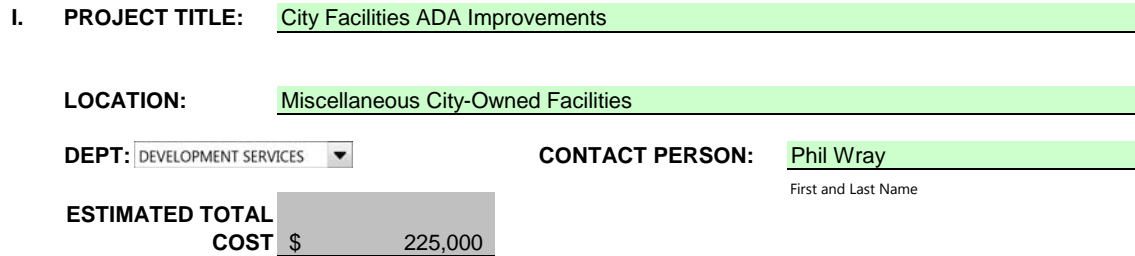 I. PROJECT TITLE: City Facilities ADA Improvements
LOCATION: Miscellaneous City-Owned Facilities
DEPT: DEVELOPMENT SERVICES CONTACT PERSON: Phil Wray
First and Last Name
ESTIMATED TOTAL
COST $ 225,000